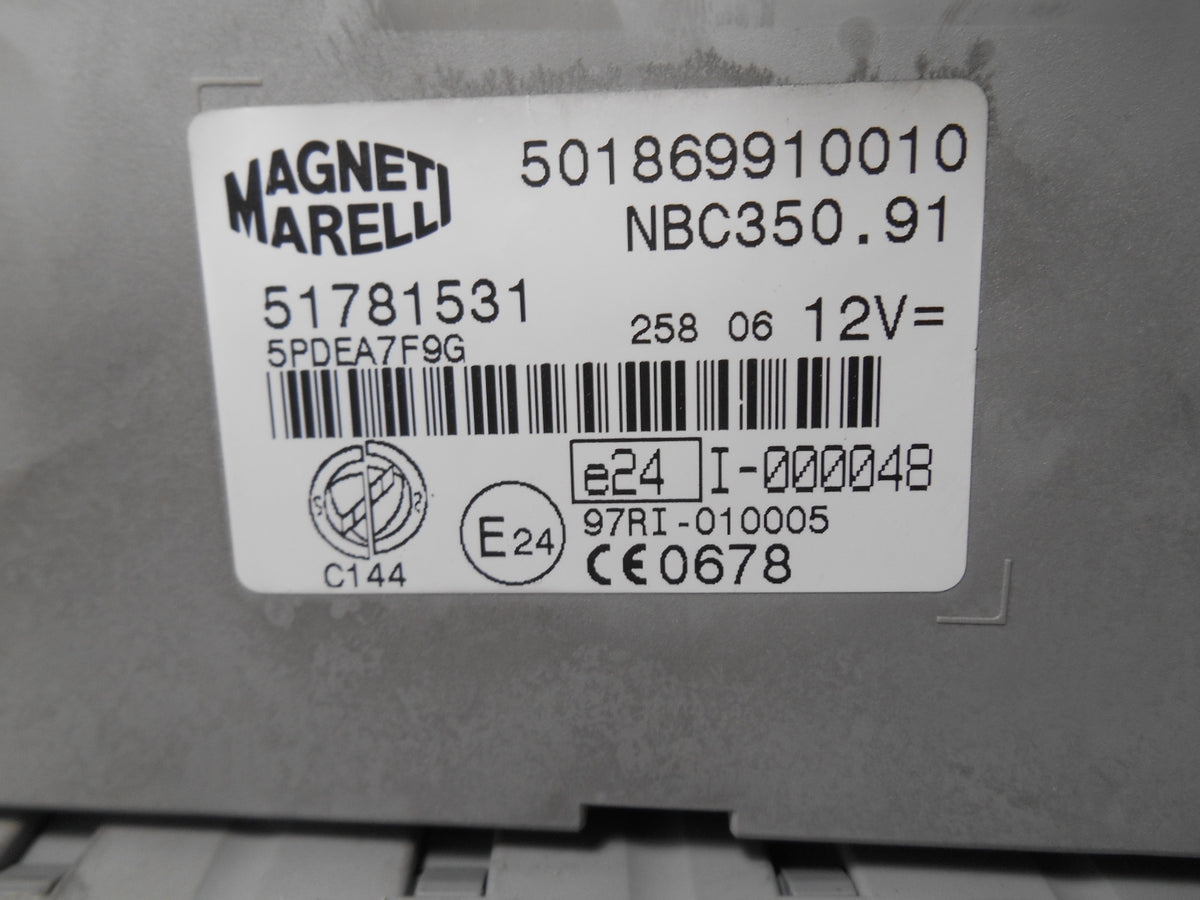 MAGNETI
MARELLI
501869910010
NBC350.91
51781531
258 06 12V=
5PDEA7F9G
e24 I-000048
97RI-010005
E24
CE0678
C144